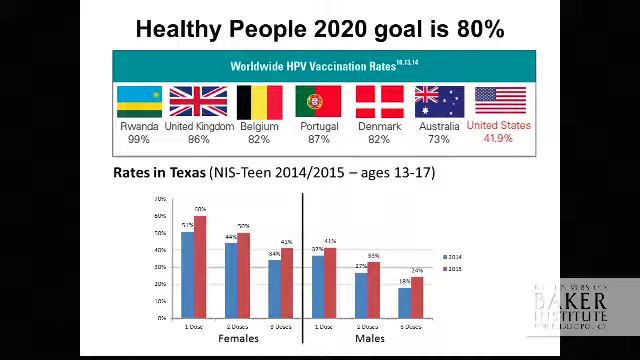 Healthy People 2020 goal is 80%
Worldwide HPV Vaccination Rates10,13,14
Rwanda United Kingdom Belgium Portugal Denmark Australia United States
99% 86% 82% 87% 82% 73% 41.9%
Rates in Texas (NIS-Teen 2014/2015 – ages 13-17)
70%
60%
50%
40%
30%
20%
10%
0%
51% 60% 44% 50% 34% 41% 37% 41% 27% 33% 18% 24%
1 Dose 2 Doses 3 Doses 1 Dose 2 Doses 3 Doses
Females Males
2014
2015
BAKER
INSTITUTE